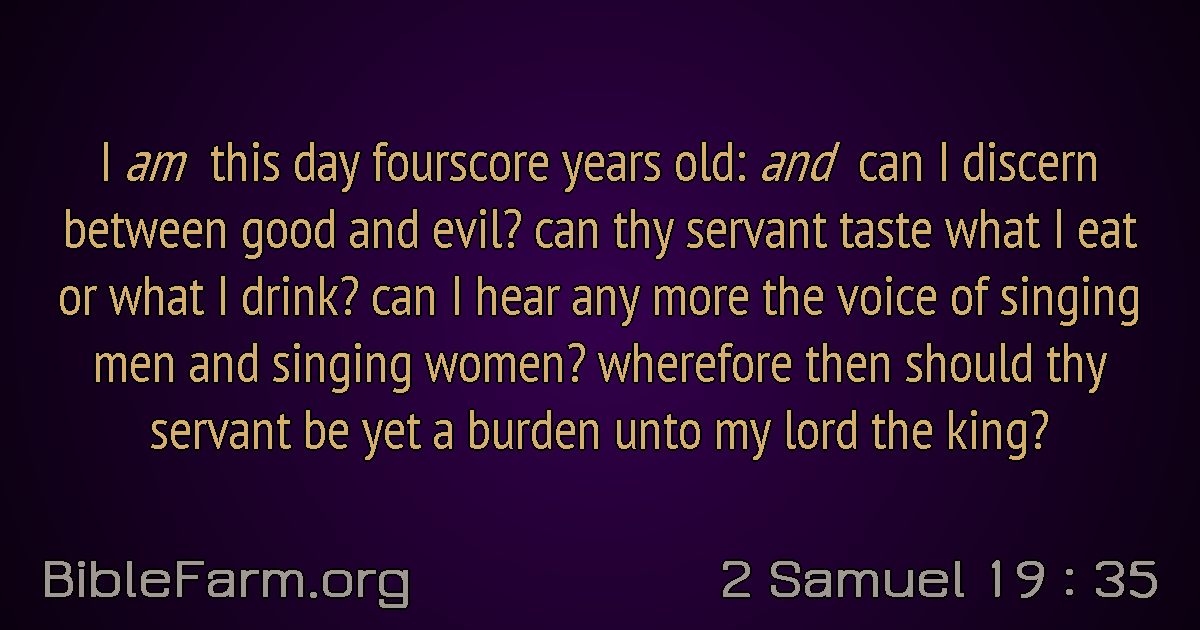 I am this day fourscore years old: and can I discern
between good and evil? can thy servant taste what I eat
or what I drink? can I hear any more the voice of singing
men and singing women? wherefore then should thy
servant be yet a burden unto my lord the king?
BibleFarm.org
2 Samuel 19 : 35